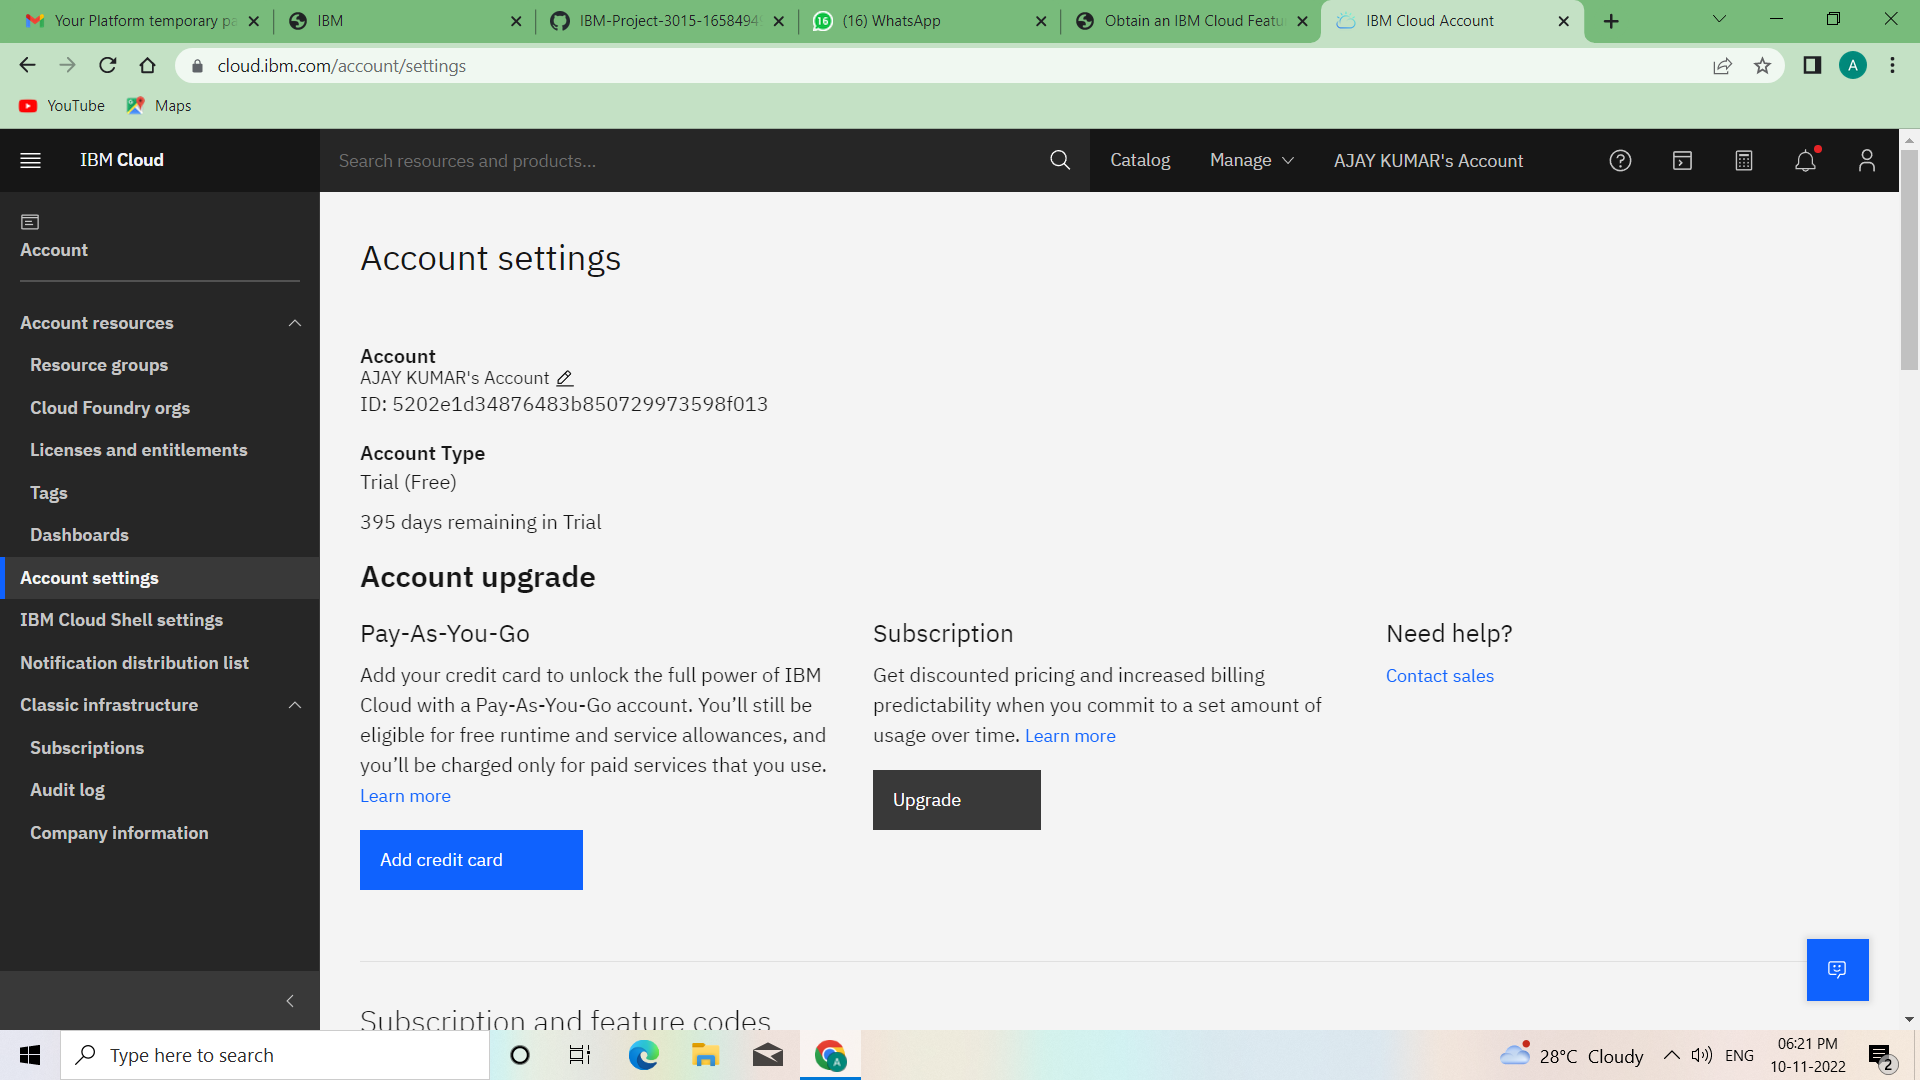 Your Platform temporary pa
IBM
IBM-Project-3015-16584949
(16) WhatsApp
Obtain an IBM Cloud Featu
IBM Cloud Account
cloud.ibm.com/account/settings
A
YouTube
Maps
IBM Cloud
Search resources and products...
Catalog
Manage
AJAY KUMAR's Account
Account
Account resources
Resource groups
Cloud Foundry orgs
Licenses and entitlements
Tags
Dashboards
Account settings
IBM Cloud Shell settings
Notification distribution list
Classic infrastructure
Subscriptions
Audit log
Company information
Account settings
Account
AJAY KUMAR's Account
ID: 5202e1d34876483b850729973598f013
Account Type
Trial (Free)
395 days remaining in Trial
Account upgrade
Pay-As-You-Go
Add your credit card to unlock the full power of IBM
Cloud with a Pay-As-You-Go account. You’ll still be
eligible for free runtime and service allowances, and
you’ll be charged only for paid services that you use.
Learn more
Add credit card
Subscription
Get discounted pricing and increased billing
predictability when you commit to a set amount of
usage over time. Learn more
Upgrade
Need help?
Contact sales
Subscription and feature codes
Type here to search
28°C Cloudy
ENG
06:21 PM
10-11-2022
2